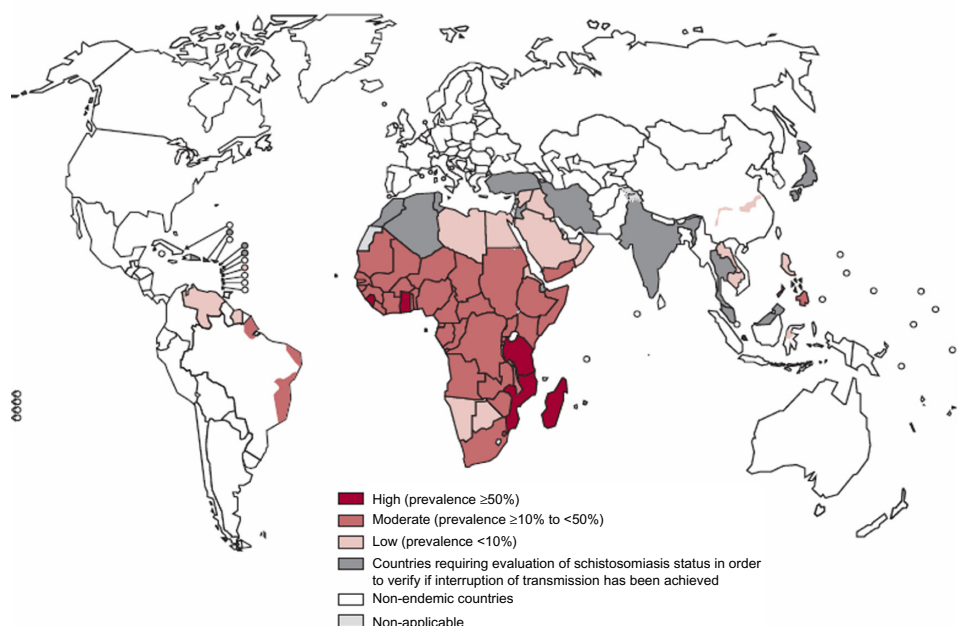 High (prevalence ≥50%)
Moderate (prevalence ≥10% to <50%)
Low (prevalence <10%)
Countries requiring evaluation of schistosomiasis status in order
to verify if interruption of transmission has been achieved
Non-endemic countries
Non-applicable